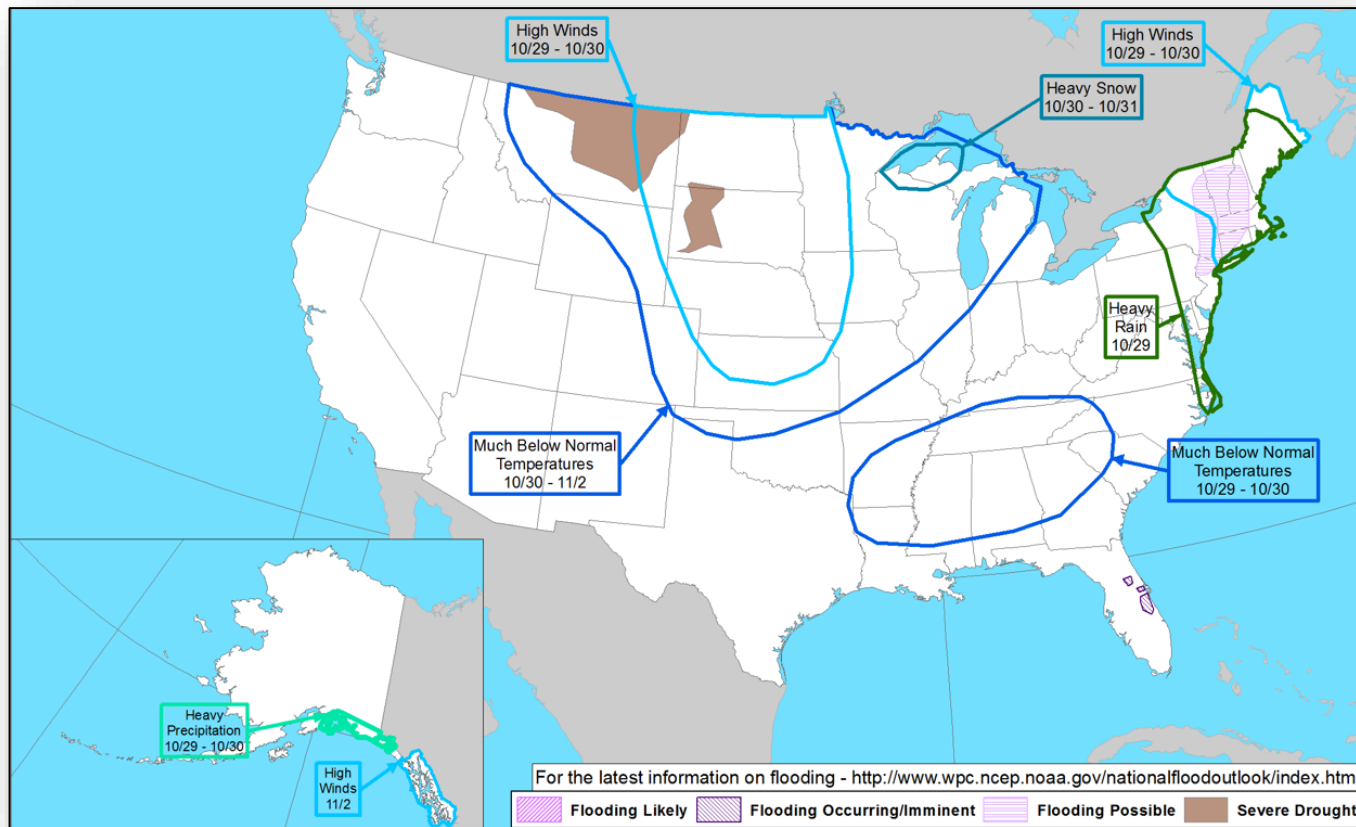 High Winds
10/29 - 10/30
High Winds
10/29 - 10/30
Heavy Snow
10/30 - 10/31
Heavy
Rain
10/29
Much Below Normal
Temperatures
10/30 - 11/2
Much Below Normal
Temperatures
10/29 - 10/30
Heavy
Precipitation
10/29 - 10/30
High
Winds
11/2
For the latest information on flooding - http://www.wpc.ncep.noaa.gov/nationalfloodoutlook/index.htm
Flooding Likely Flooding Occurring/Imminent Flooding Possible Severe Drought